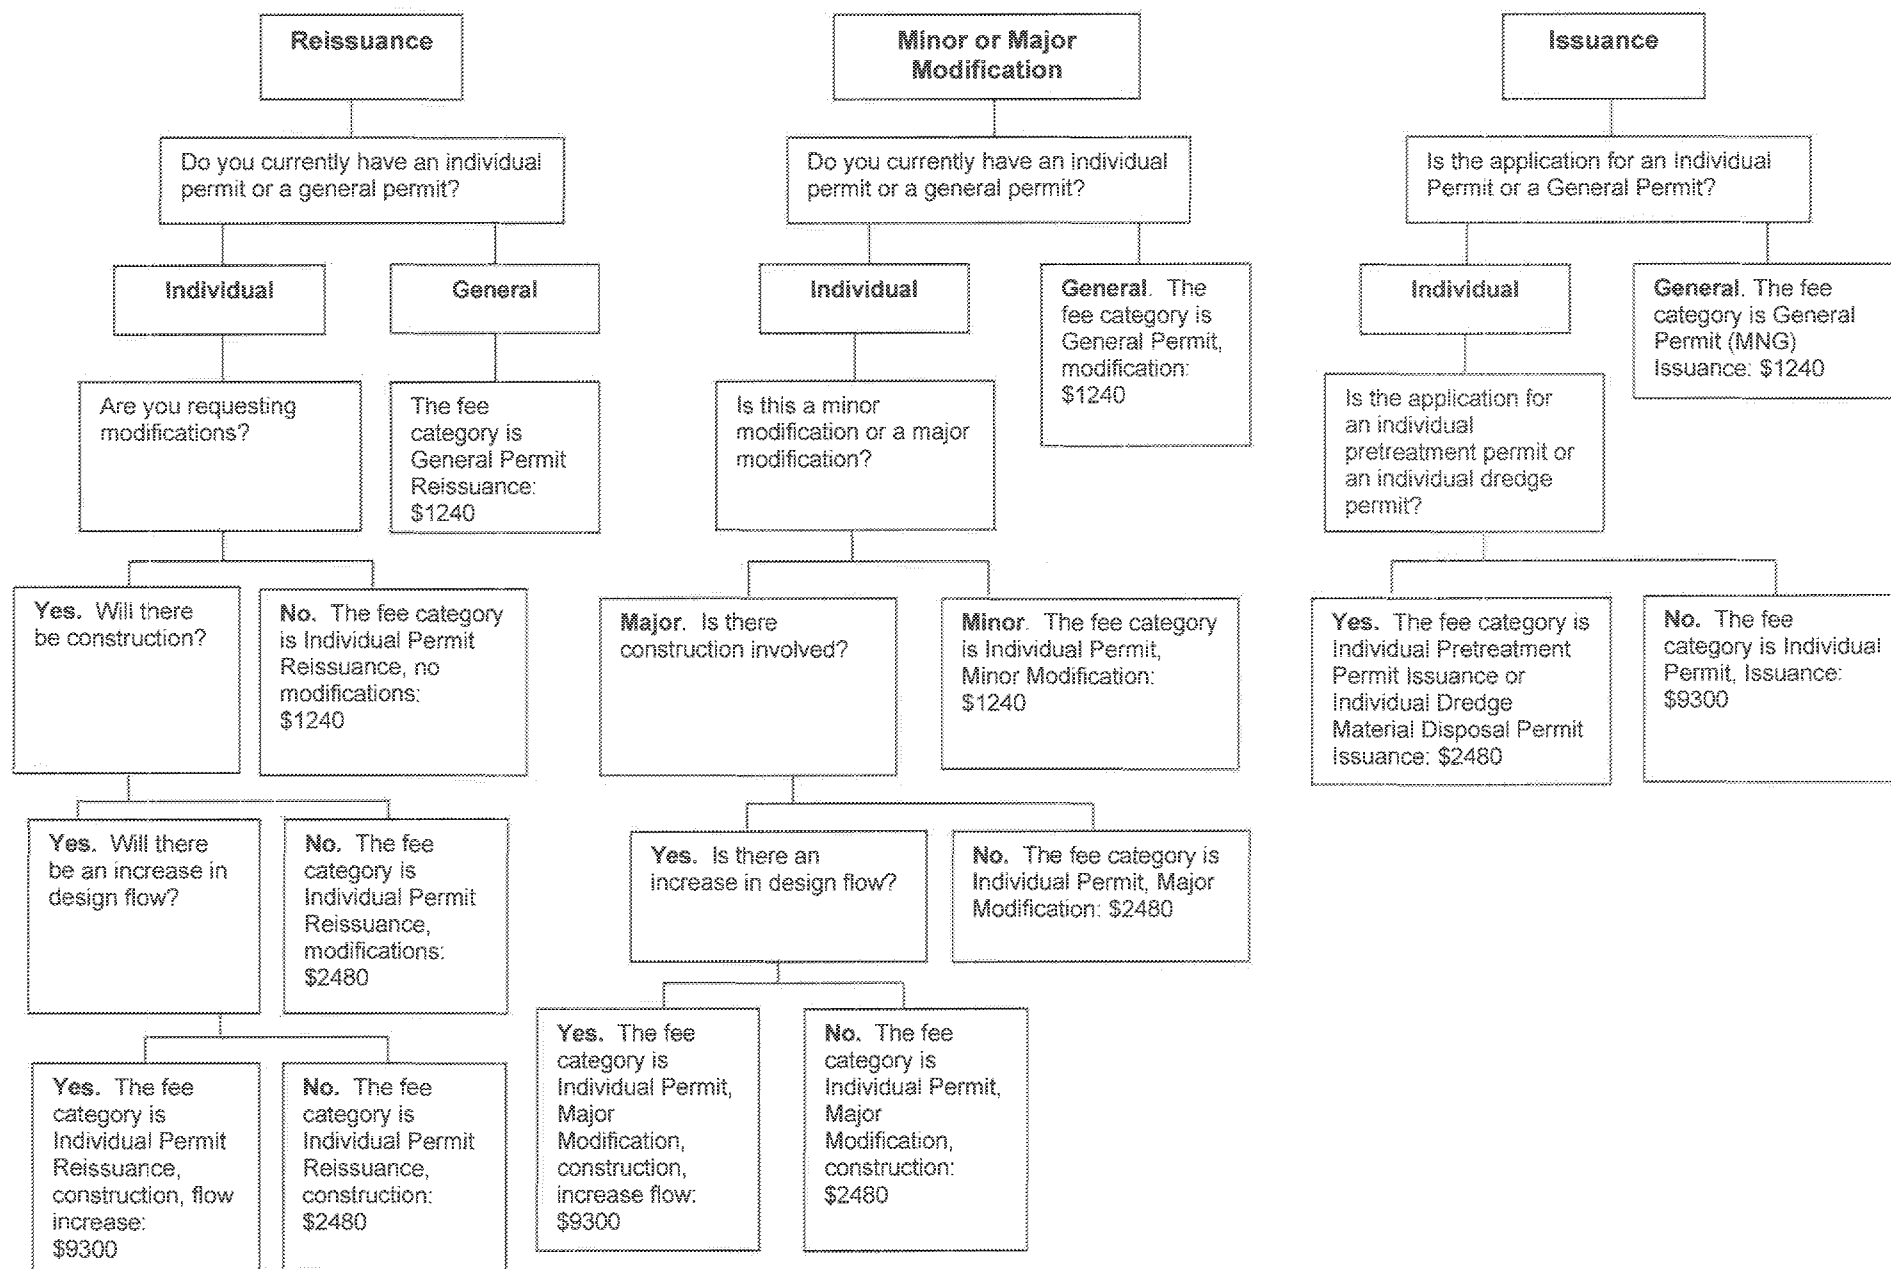 Reissuance
Do you currently have an individual
permit or a general permit?
Individual
General
Are you requesting
modifications?
The fee
category is
General Permit
Reissuance:
$1240
Yes. Will there
be construction?
No. The fee category
is Individual Permit
Reissuance, no
modifications:
$1240
Yes. Will there
be an increase in
design flow?
No. The fee
category is
Individual Permit
Reissuance,
modifications:
$2480
Yes. The fee
category is
Individual Permit
Reissuance,
construction, flow
increase:
$9300
No. The fee
category is
Individual Permit
Reissuance,
construction:
$2480
Minor or Major
Modification
Do you currently have an individual
permit or a general permit?
Individual
General. The
fee category is
General Permit,
modification:
$1240
Is this a minor
modification or a major
modification?
Major. Is there
construction involved?
Minor. The fee category
is Individual Permit,
Minor Modification:
$1240
Yes. Is there an
increase in design flow?
No. The fee category is
Individual Permit, Major
Modification: $2480
Yes. The fee
category is
Individual Permit,
Major
Modification,
construction,
increase flow:
$9300
No. The fee
category is
Individual Permit,
Major
Modification,
construction:
$2480
Issuance
Is the application for an Individual
Permit or a General Permit?
Individual
General. The fee
category is General
Permit (MNG)
Issuance: $1240
Is the application for
an individual
pretreatment permit or
an individual dredge
permit?
Yes. The fee category is
Individual Pretreatment
Permit Issuance or
Individual Dredge
Material Disposal Permit
Issuance: $2480
No. The fee
category is Individual
Permit, Issuance:
$9300